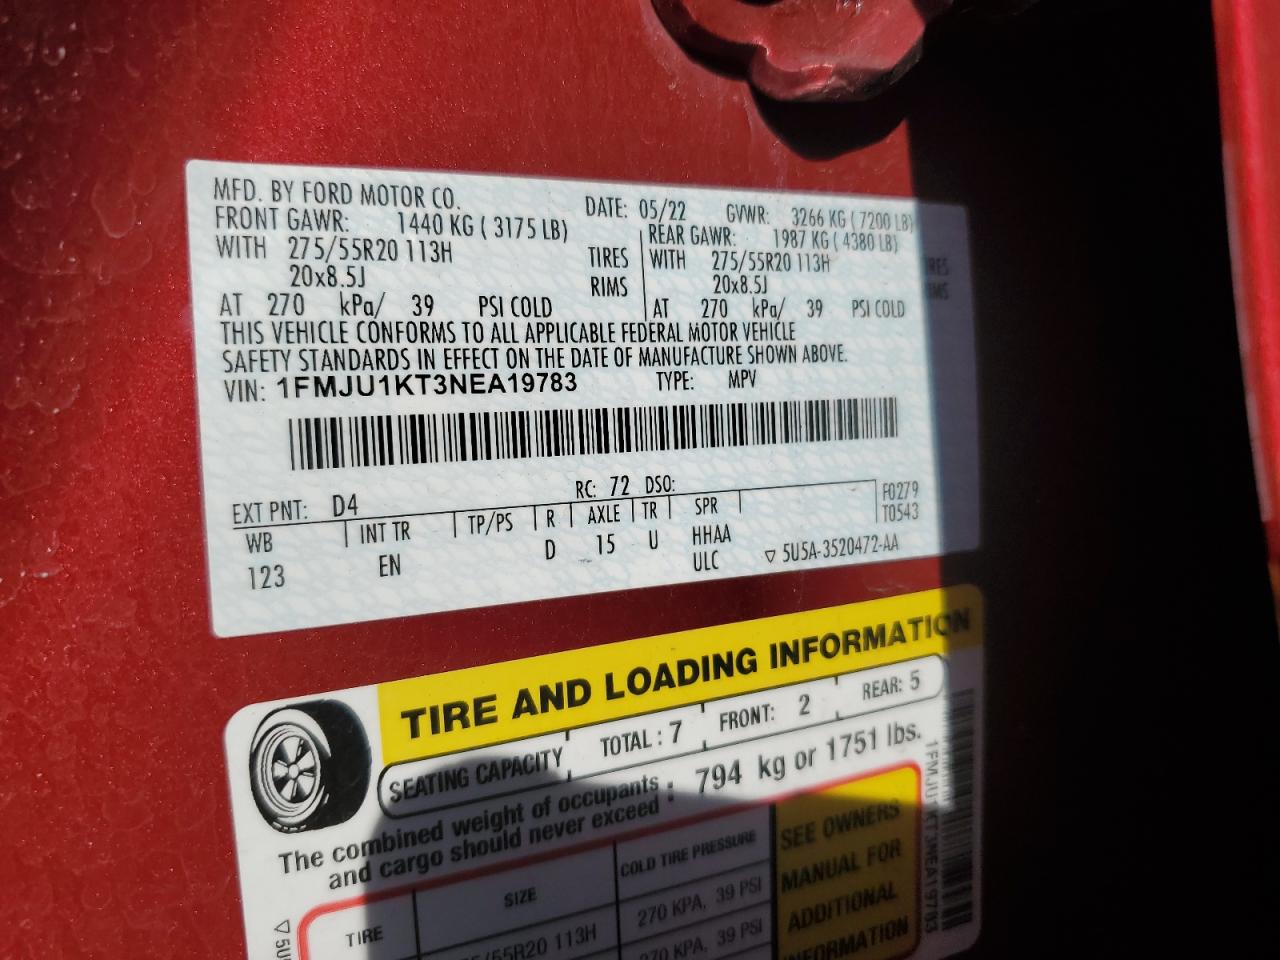 MFD. BY FORD MOTOR CO. DATE: 05/22 GVWR: 3266 KG ( 7200 LB)
FRONT GAWR: 1440 KG ( 3175 LB) REAR GAWR: 1987 KG ( 4380 LB)
WITH 275/55R20 113H TIRES WITH 275/55R20 113H
20x8.5J RIMS 20x8.5J
AT 270 kPa/ 39 PSI COLD AT 270 kPa/ 39 PSI COLD
THIS VEHICLE CONFORMS TO ALL APPLICABLE FEDERAL MOTOR VEHICLE
SAFETY STANDARDS IN EFFECT ON THE DATE OF MANUFACTURE SHOWN ABOVE.
VIN: 1FMJU1KT3NEA19783 TYPE: MPV
EXT PNT: D4 RC: 72 DSO: F0279
WB INT TR TP/PS R AXLE TR SPR T0543
123 EN D 15 U HHAA
ULC ▽ 5U5A-3520472-AA
TIRE AND LOADING INFORMATION
SEATING CAPACITY TOTAL : 7 FRONT: 2 REAR: 5
The combined weight of occupants
and cargo should never exceed : 794 kg or 1751 lbs.
TIRE SIZE COLD TIRE PRESSURE
/55R20 113H 270 KPA, 39 PSI
KPA, 39 PSI
SEE OWNERS
MANUAL FOR
ADDITIONAL
INFORMATION
1FMJU1KT3NEA19783
▽ 5U